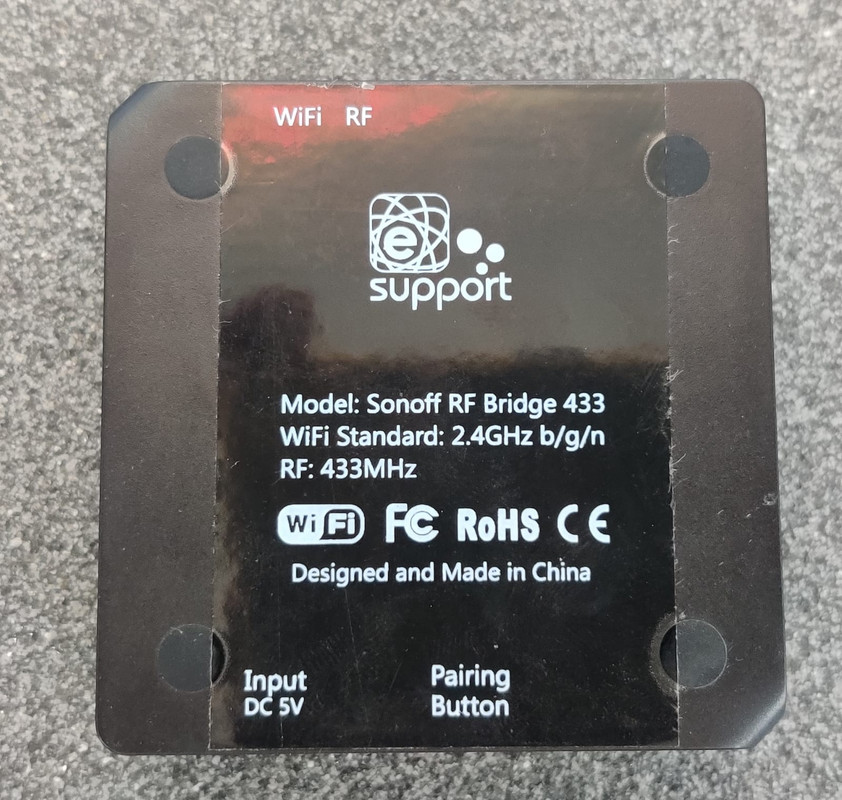 WiFi RF
e
support
Model: Sonoff RF Bridge 433
WiFi Standard: 2.4GHz b/g/n
RF: 433MHz
WiFi FC RoHS CE
Designed and Made in China
Input
DC 5V
Pairing
Button